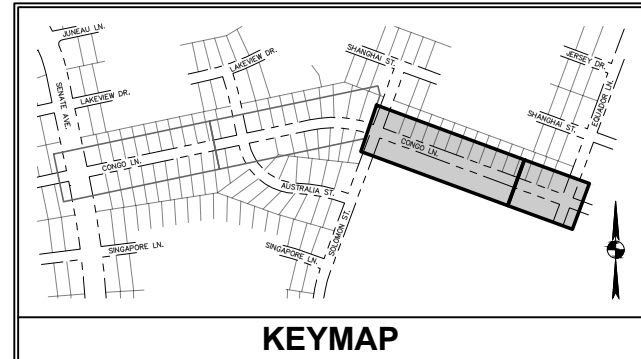 JUNEAU LN.
LAKEVIEW DR.
SHANGHAI ST.
JERSEY DR.
SENATE AVE.
LAKEVIEW DR.
EQUADOR LN.
SHANGHAI ST.
CONGO LN.
CONGO LN.
AUSTRALIA ST.
SOLOMON ST.
SINGAPORE LN.
SINGAPORE LN.
KEYMAP